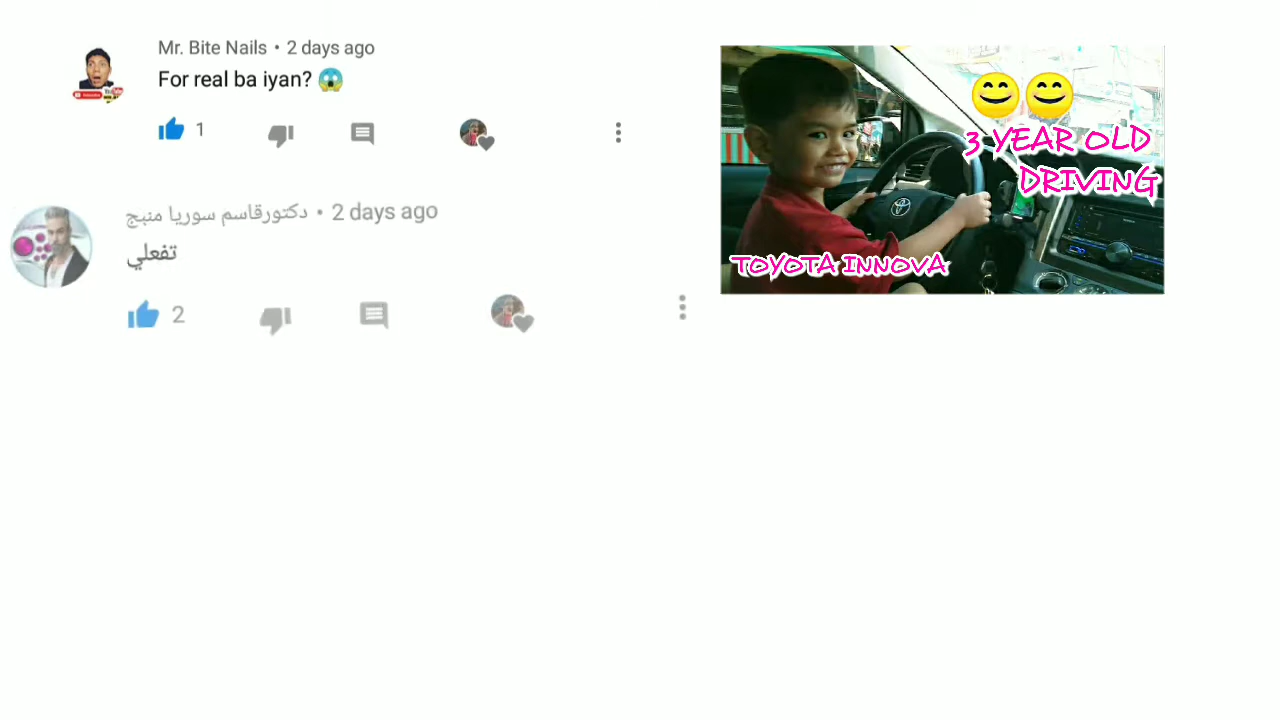 Mr. Bite Nails • 2 days ago
For real ba iyan? 😱
1
دكتورقاسم سوريا منبج • 2 days ago
تفعلي
2
3 YEAR OLD
DRIVING
TOYOTA INNOVA